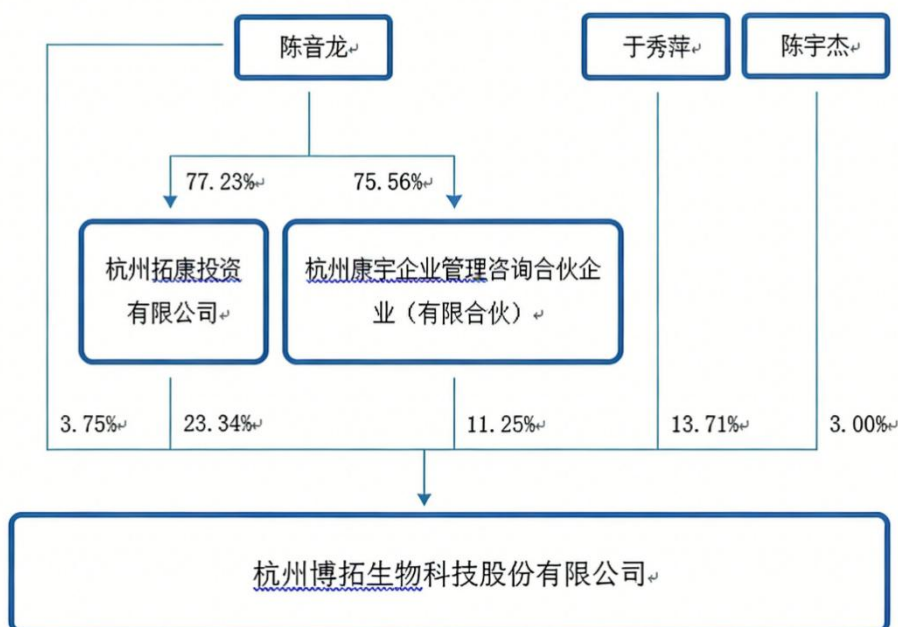 陈音龙
于秀萍
陈宇杰
77.23%
75.56%
杭州拓康投资
有限公司
杭州康宇企业管理咨询合伙企
业（有限合伙）
3.75%
23.34%
11.25%
13.71%
3.00%
杭州博拓生物科技股份有限公司